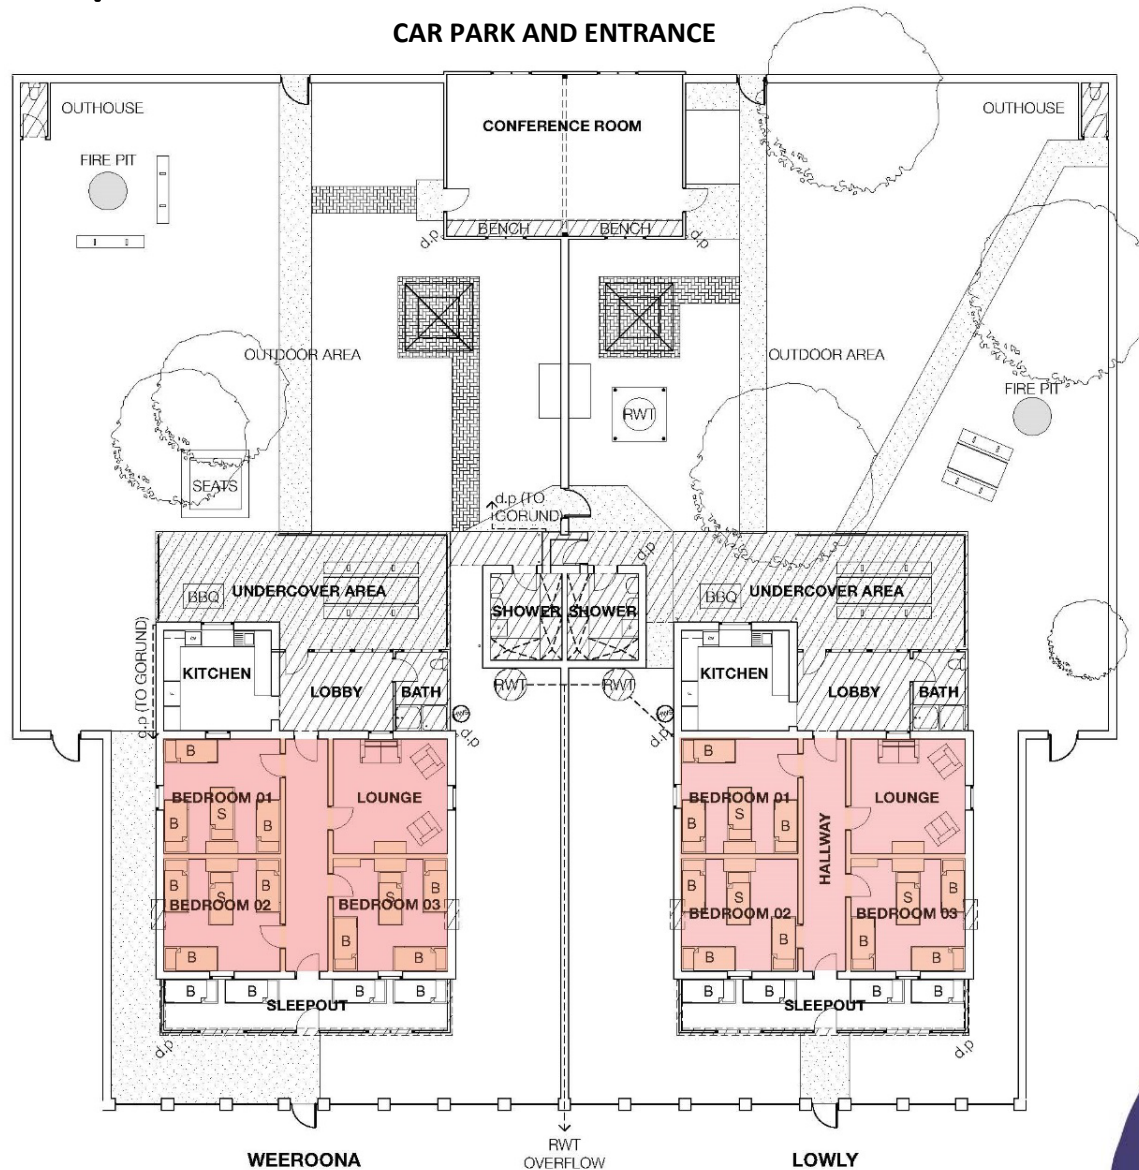 CAR PARK AND ENTRANCE
OUTHOUSE
CONFERENCE ROOM
OUTHOUSE
FIRE PIT
BENCH
BENCH
d.p
d.p
OUTDOOR AREA
OUTDOOR AREA
RWT
FIRE PIT
SEATS
d.p (TO
GORUND)
d.p
UNDERCOVER AREA
BBQ
SHOWER
SHOWER
UNDERCOVER AREA
BBQ
d.p (TO GORUND)
KITCHEN
LOBBY
BATH
RWT
RWT
KITCHEN
LOBBY
BATH
d.p
d.p
B
BEDROOM 01
B
S
B
LOUNGE
B
BEDROOM 01
B
S
B
HALLWAY
LOUNGE
B
B
S
BEDROOM 02
B
B
S
BEDROOM 03
B
B
B
B
S
BEDROOM 02
B
B
B
S
BEDROOM 03
B
B
B
B
B
B
SLEEPOUT
B
B
B
B
SLEEPOUT
d.p
d.p
WEEROONA
RWT
OVERFLOW
LOWLY